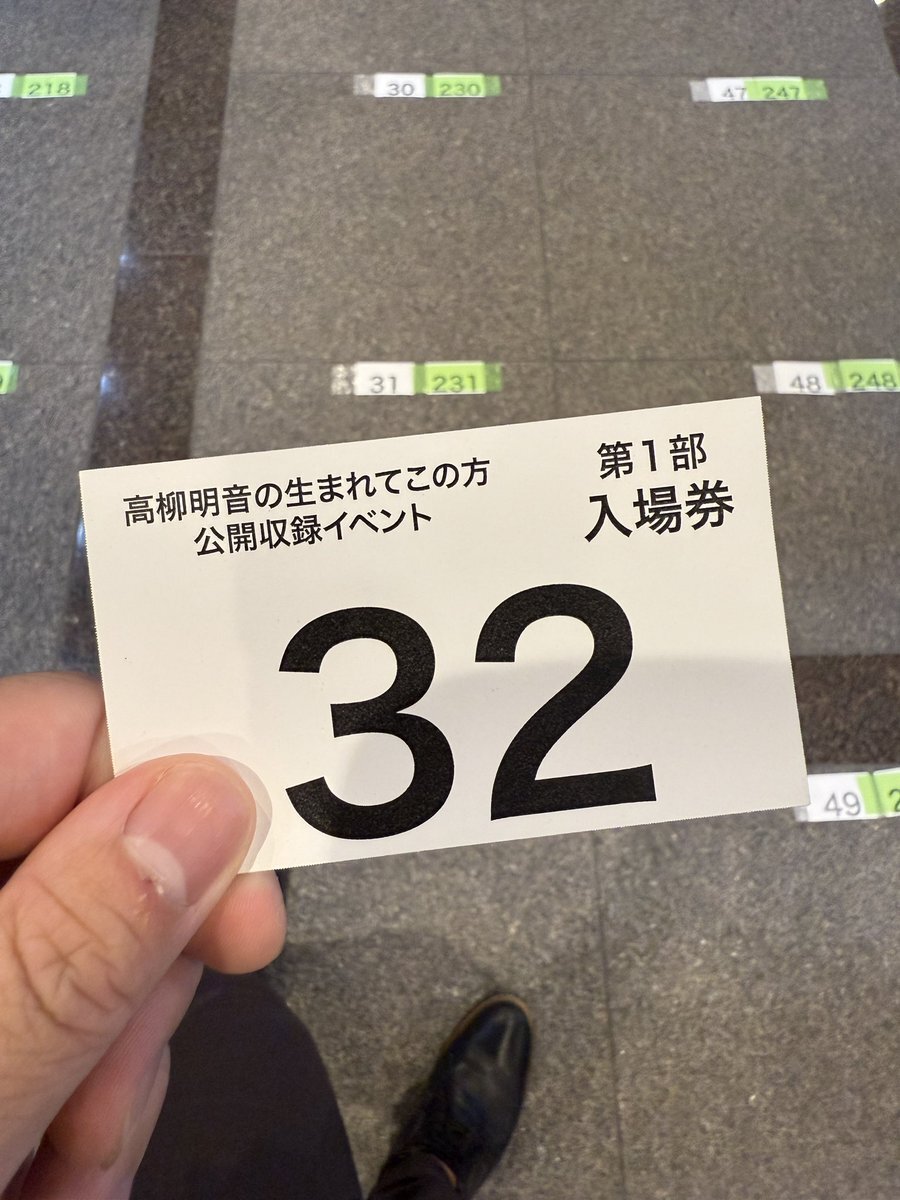 218
30 230
47 247
31 231
48 248
高柳明音の生まれてこの方
公開収録イベント
第1部
入場券
32
49